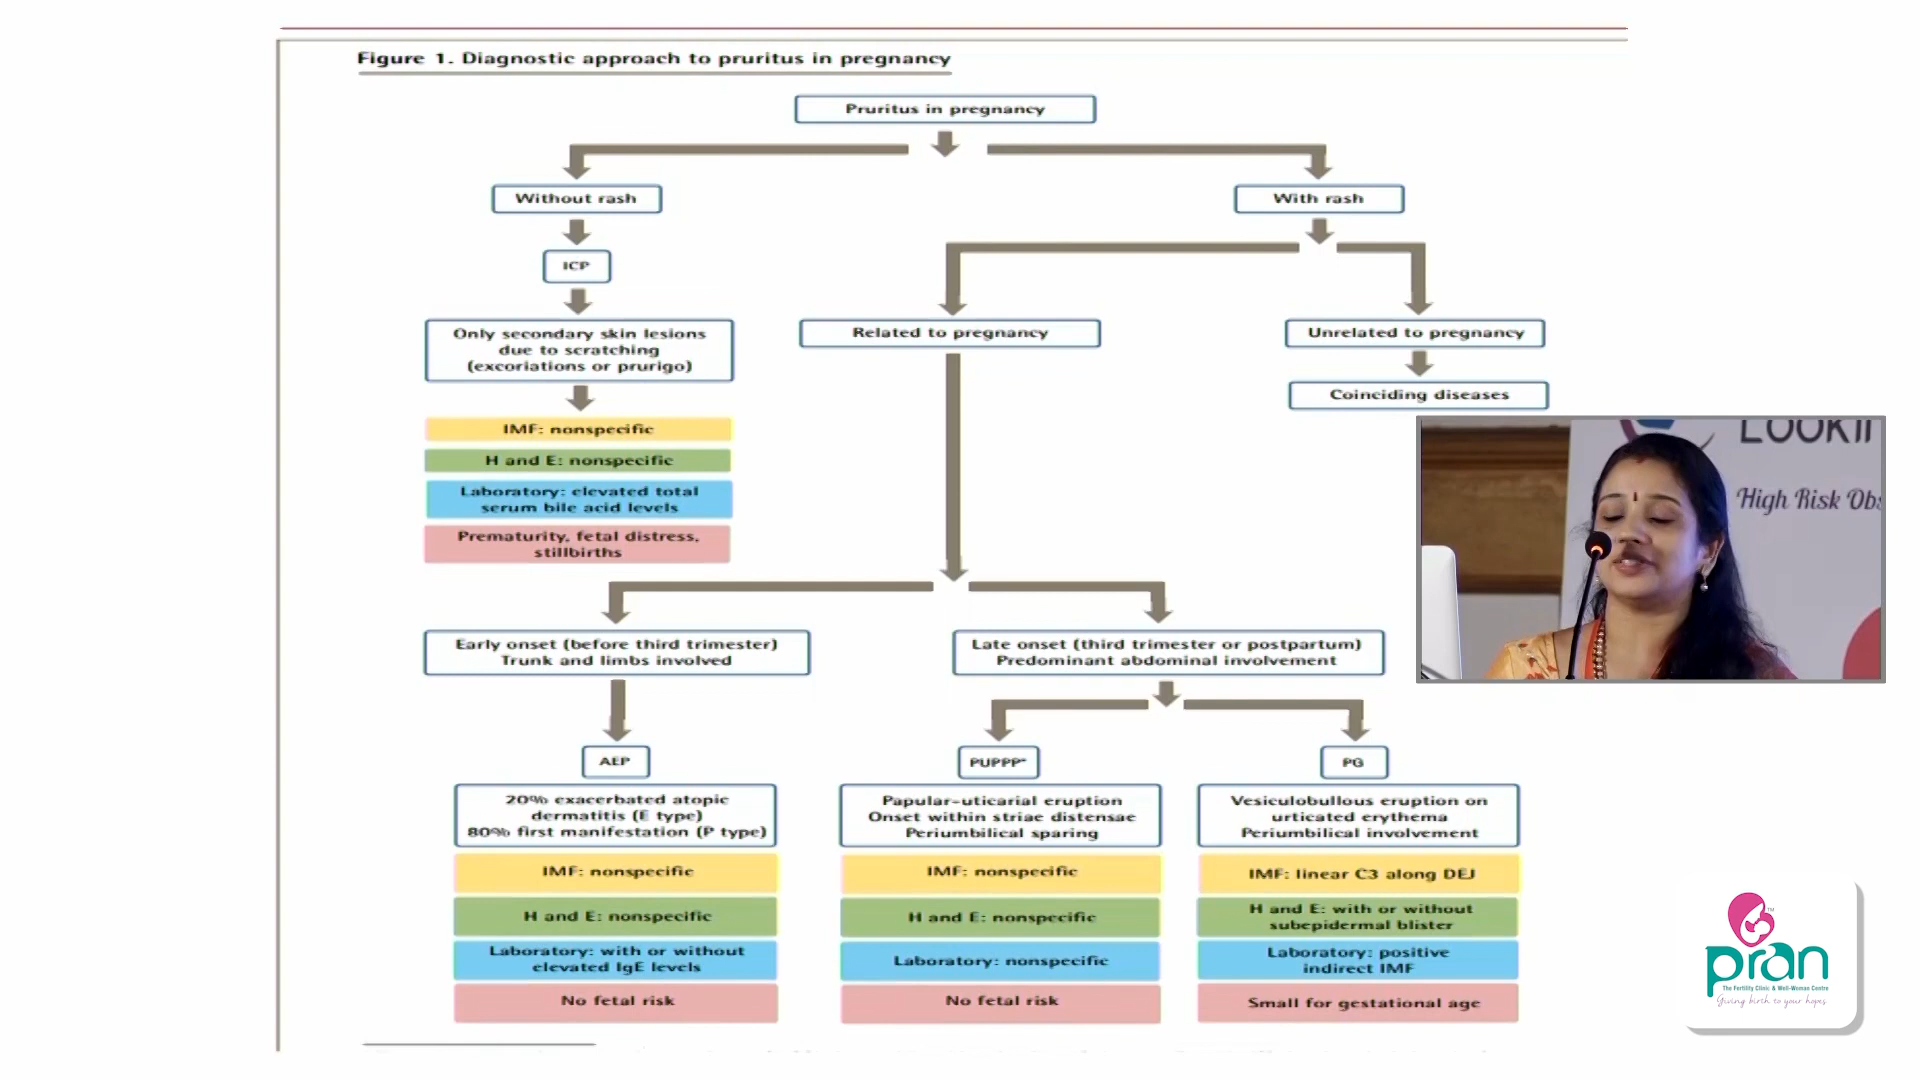 Figure 1. Diagnostic approach to pruritus in pregnancy
Pruritus in pregnancy
Without rash
With rash
ICP
Only secondary skin lesions
due to scratching
(excoriations or prurigo)
IMF: nonspecific
H and E: nonspecific
Laboratory: elevated total
serum bile acid levels
Prematurity, fetal distress,
stillbirths
Related to pregnancy
Unrelated to pregnancy
Coinciding diseases
Early onset (before third trimester)
Trunk and limbs involved
Late onset (third trimester or postpartum)
Predominant abdominal involvement
AEP
20% exacerbated atopic
dermatitis (E type)
80% first manifestation (P type)
IMF: nonspecific
H and E: nonspecific
Laboratory: with or without
elevated IgE levels
No fetal risk
PUPPP*
Papular-uticarial eruption
Onset within striae distensae
Periumbilical sparing
IMF: nonspecific
H and E: nonspecific
Laboratory: nonspecific
No fetal risk
PG
Vesiculobullous eruption on
urticated erythema
Periumbilical involvement
IMF: linear C3 along DEJ
H and E: with or without
subepidermal blister
Laboratory: positive
indirect IMF
Small for gestational age
LOOKI
High Risk Obs
pran
TM
The Fertility Clinic & Well-Woman Centre
Giving birth to your hopes